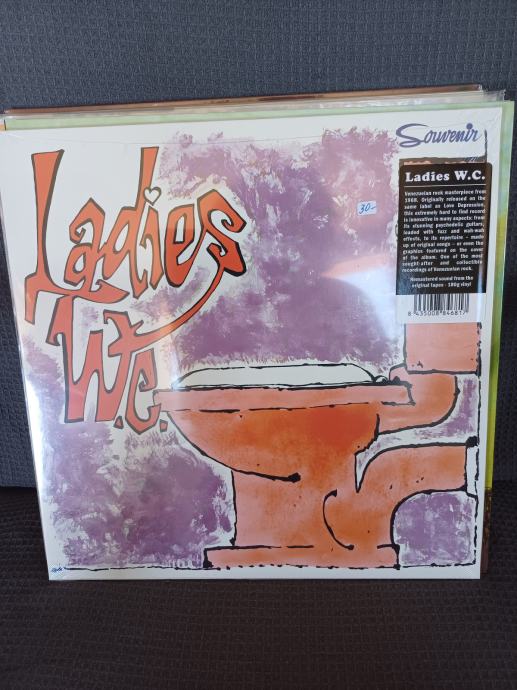 Ladies
W.C.
30-
Souvenir
Ladies W.C.
Venezuelan rock masterpiece from
1968. Originally released on the
same label as Love Depression,
this extremely hard to find record
is innovative in many aspects: from
its stunning psychedelic guitars,
loaded with fuzz and wah-wah
effects, to its repertoire - made
up of original songs - or even the
graphics featured on the cover
of the album. One of the most
sought-after and collectible
recordings of Venezuelan rock.
Remastered sound from the
original tapes - 180g vinyl
8 435008 846817